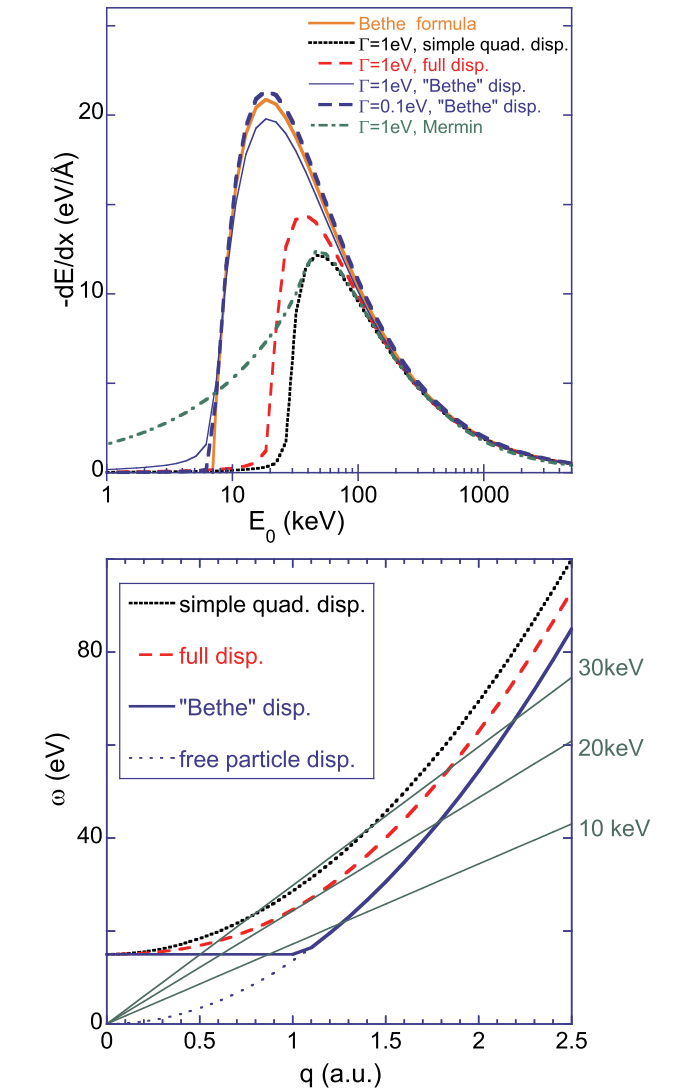 Bethe formula
Γ=1eV, simple quad. disp.
Γ=1eV, full disp.
Γ=1eV, "Bethe" disp.
Γ=0.1eV, "Bethe" disp.
Γ=1eV, Mermin
20
10
0
-dE/dx (eV/Å)
1 10 100 1000
E0 (keV)
simple quad. disp.
full disp.
"Bethe" disp.
free particle disp.
80
40
0
ω (eV)
30keV
20keV
10 keV
0 0.5 1 1.5 2 2.5
q (a.u.)